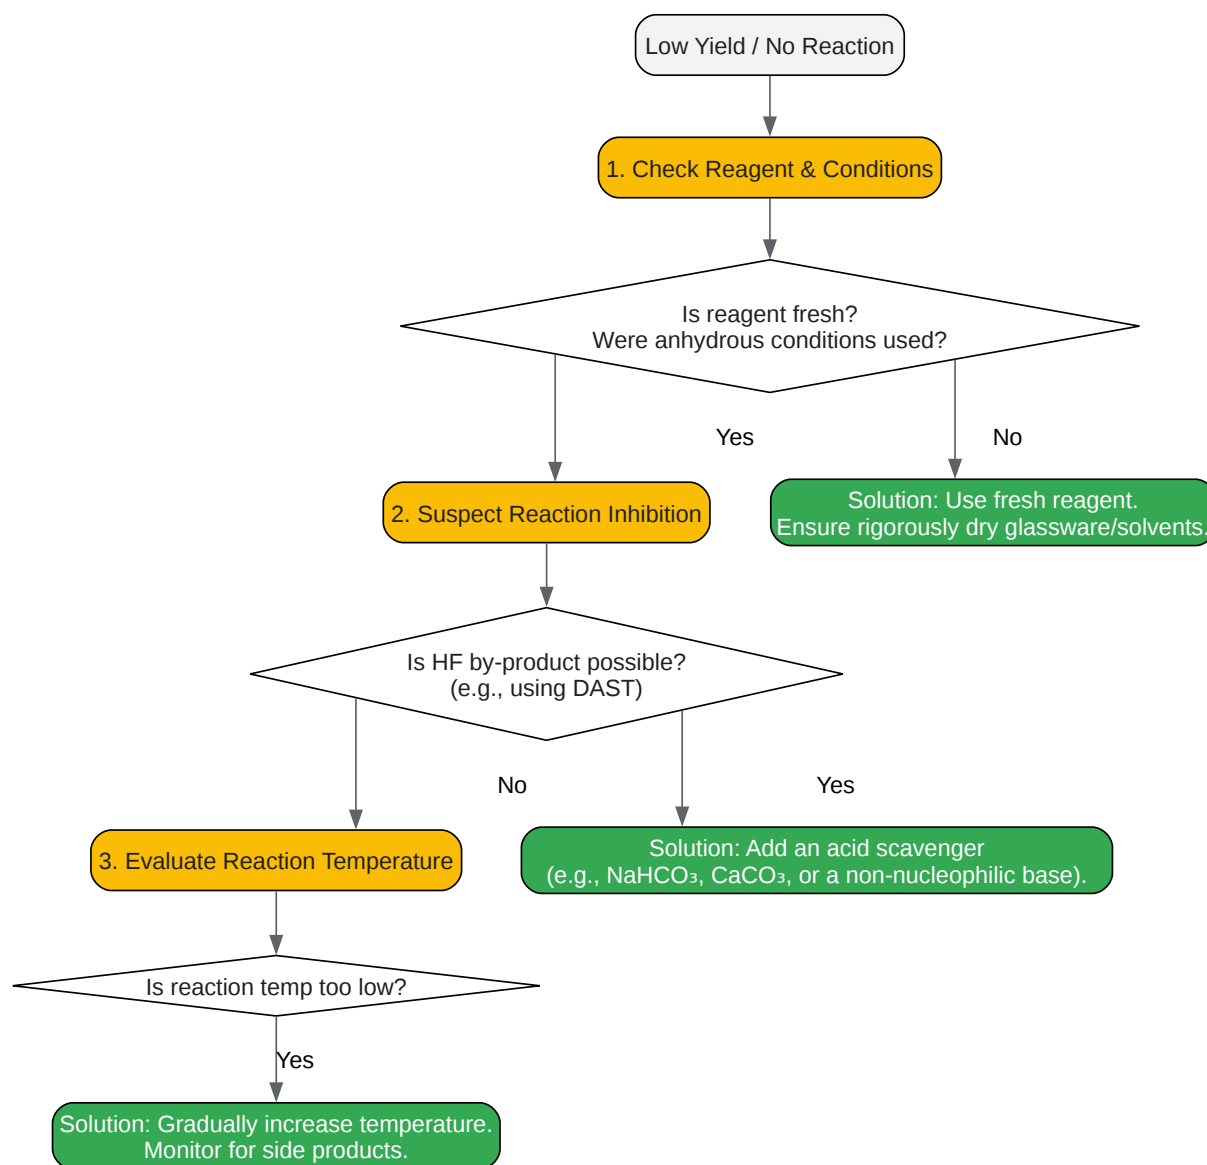 Low Yield / No Reaction
1. Check Reagent & Conditions
Is reagent fresh?
Were anhydrous conditions used?
Yes
No
2. Suspect Reaction Inhibition
Solution: Use fresh reagent.
Ensure rigorously dry glassware/solvents.
Is HF by-product possible?
(e.g., using DAST)
No
Yes
3. Evaluate Reaction Temperature
Solution: Add an acid scavenger
(e.g., NaHCO₃, CaCO₃, or a non-nucleophilic base).
Is reaction temp too low?
Yes
Solution: Gradually increase temperature.
Monitor for side products.